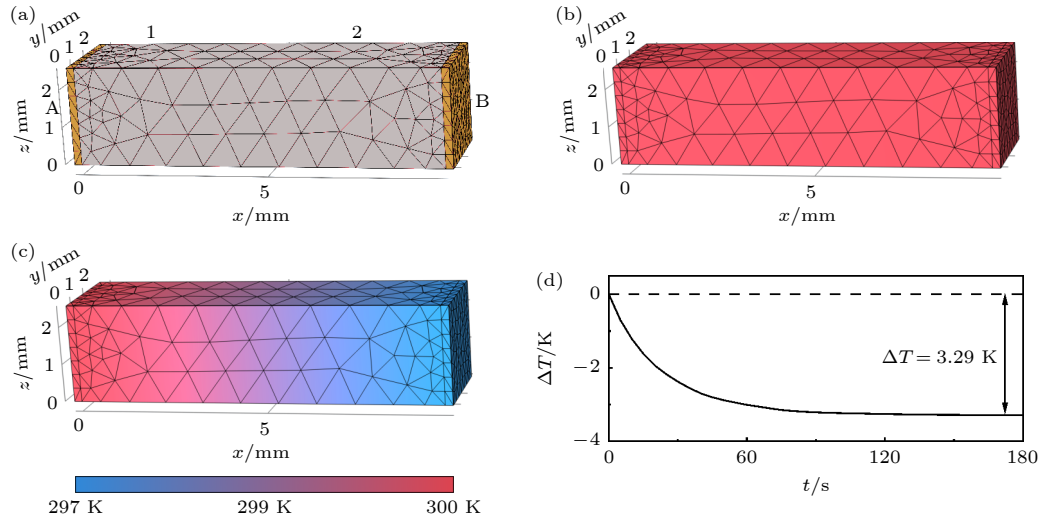 (a)
y/mm
0 1 2
1
2
2
1
0
z/mm
A
B
0
5
x/mm
(b)
y/mm
0 1 2
2
1
0
z/mm
0
5
x/mm
(c)
y/mm
0 1 2
2
1
0
z/mm
0
5
x/mm
297 K
299 K
300 K
(d)
0
−2
−4
ΔT/K
ΔT = 3.29 K
0
60
120
180
t/s